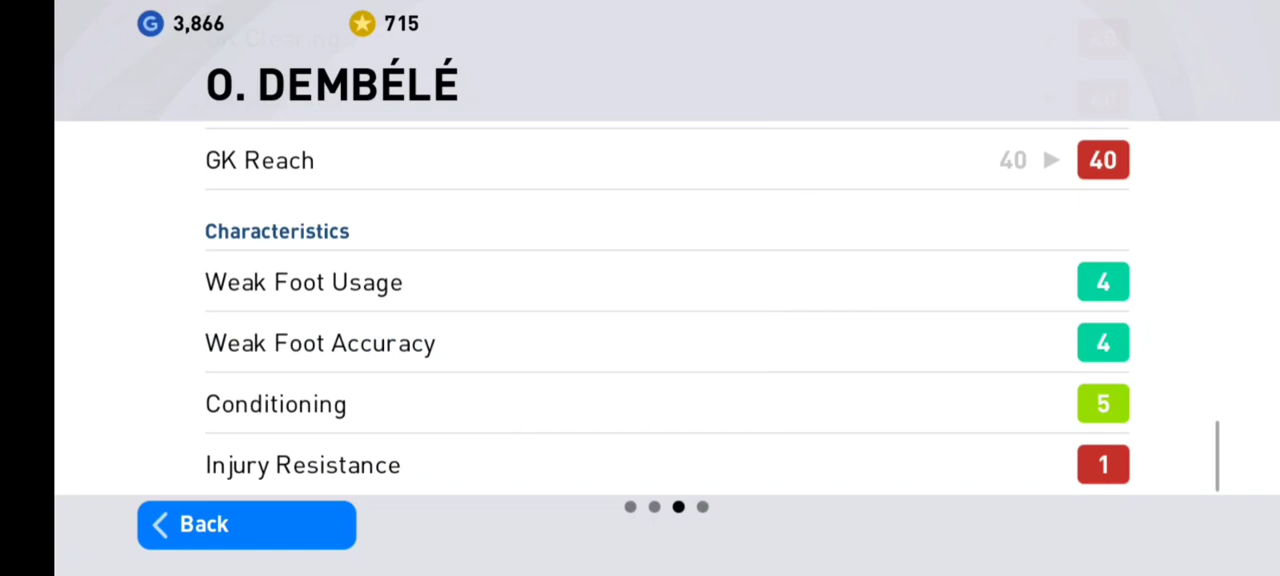 G 3,866 715
O. DEMBÉLÉ
GK Reach 40 40
Characteristics
Weak Foot Usage 4
Weak Foot Accuracy 4
Conditioning 5
Injury Resistance 1
Back